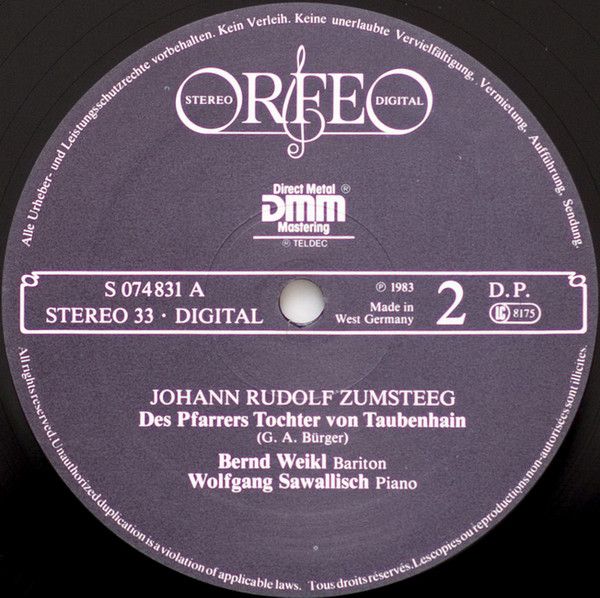 Alle Urheber- und Leistungsschutzrechte vorbehalten. Kein Verleih. Keine unerlaubte Vervielfältigung, Vermietung, Aufführung, Sendung.
ORFEO
STEREO DIGITAL
Direct Metal ®
DMM
Mastering
® TELDEC
S 074831 A
STEREO 33 · DIGITAL
℗ 1983
Made in
West Germany
2
D.P.
LC 8175
JOHANN RUDOLF ZUMSTEEG
Des Pfarrers Tochter von Taubenhain
(G. A. Bürger)
Bernd Weikl Bariton
Wolfgang Sawallisch Piano
All rights reserved. Unauthorized duplication is a violation of applicable laws. Tous droits réservés. Les copies ou reproductions non-autorisées sont illicites.